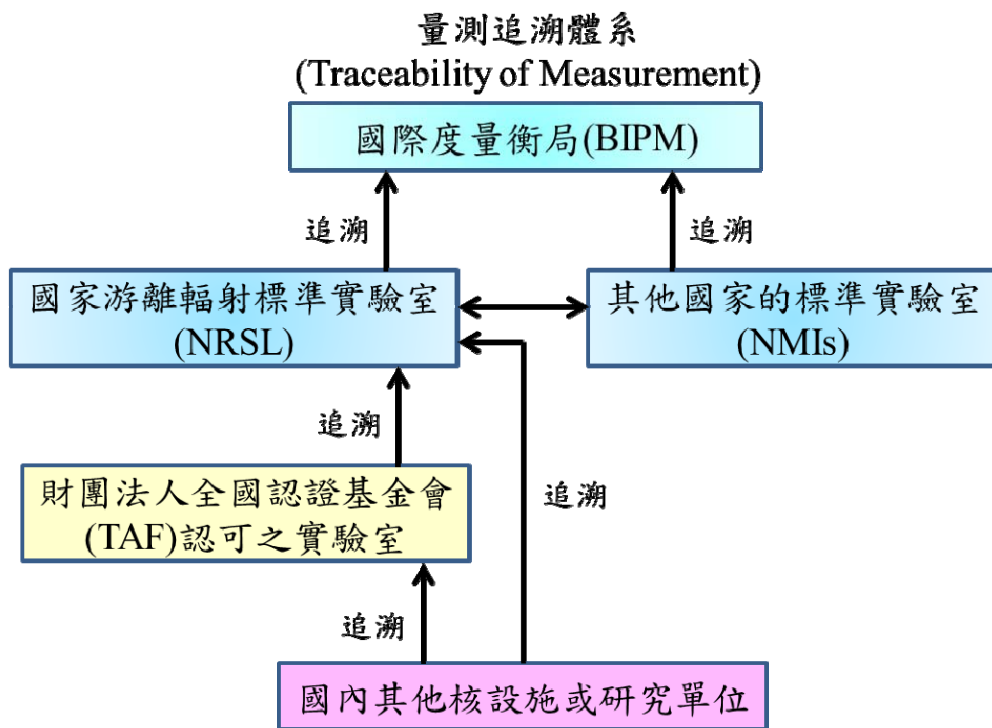 量測追溯體系
(Traceability of Measurement)
國際度量衡局(BIPM)
追溯
追溯
國家游離輻射標準實驗室
(NRSL)
其他國家的標準實驗室
(NMIs)
追溯
財團法人全國認證基金會
(TAF)認可之實驗室
追溯
追溯
國內其他核設施或研究單位